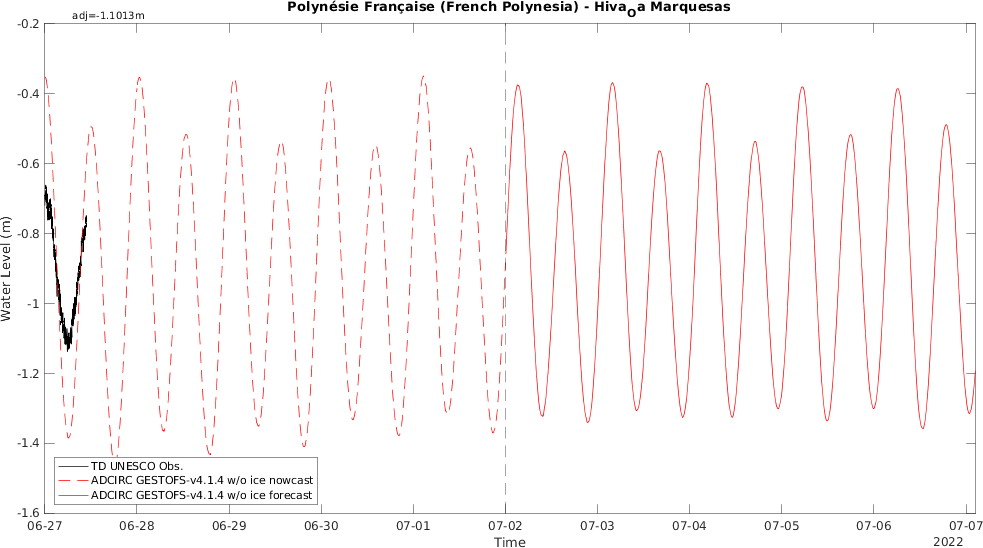 Polynésie Française (French Polynesia) - Hiva_Oa Marquesas
adj=-1.1013m
-0.2
-0.4
-0.6
-0.8
-1
-1.2
-1.4
-1.6
Water Level (m)
TD UNESCO Obs.
ADCIRC GESTOFS-v4.1.4 w/o ice nowcast
ADCIRC GESTOFS-v4.1.4 w/o ice forecast
06-27 06-28 06-29 06-30 07-01 07-02 07-03 07-04 07-05 07-06 07-07
Time
2022